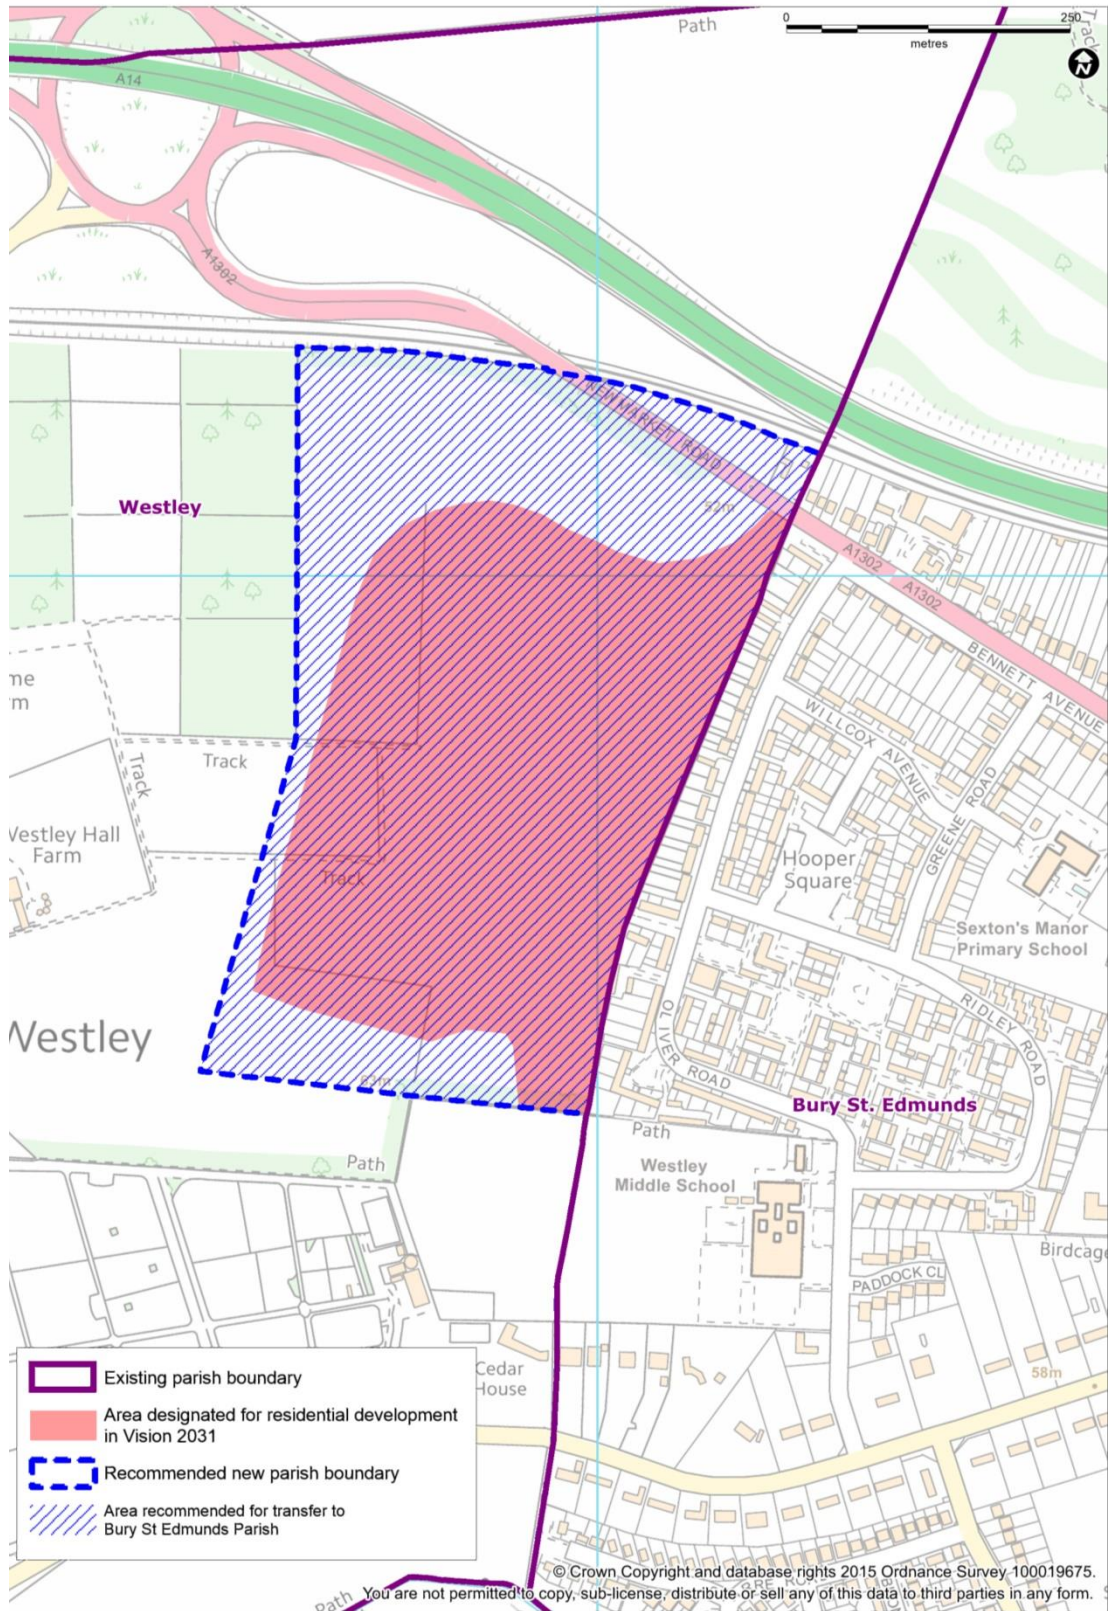 Path
0
250
metres
N
Track
A14
A1302
NEWMARKET ROAD
52m
Westley
A1302
A1302
BENNETT AVENUE
WILLCOX AVENUE
GREENE ROAD
Track
Track
Hooper
Square
Westley Hall
Farm
Track
Sexton's Manor
Primary School
Westley
OLIVER ROAD
RIDLEY ROAD
63m
Bury St. Edmunds
Path
Path
Westley
Middle School
Birdcage
PADDOCK CL
Cedar
House
58m
Existing parish boundary
Area designated for residential development
in Vision 2031
Recommended new parish boundary
Area recommended for transfer to
Bury St Edmunds Parish
Path
© Crown Copyright and database rights 2015 Ordnance Survey 100019675.
You are not permitted to copy, sub-license, distribute or sell any of this data to third parties in any form.